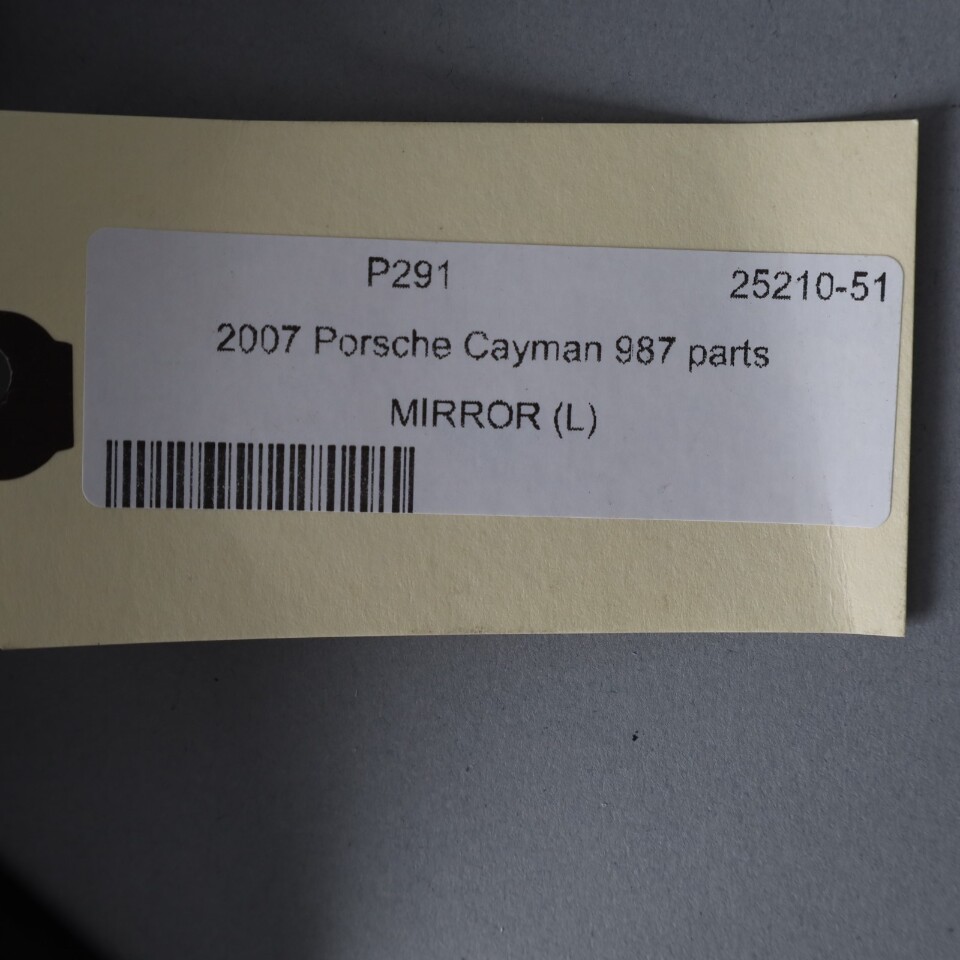 P291 25210-51
2007 Porsche Cayman 987 parts
MIRROR (L)